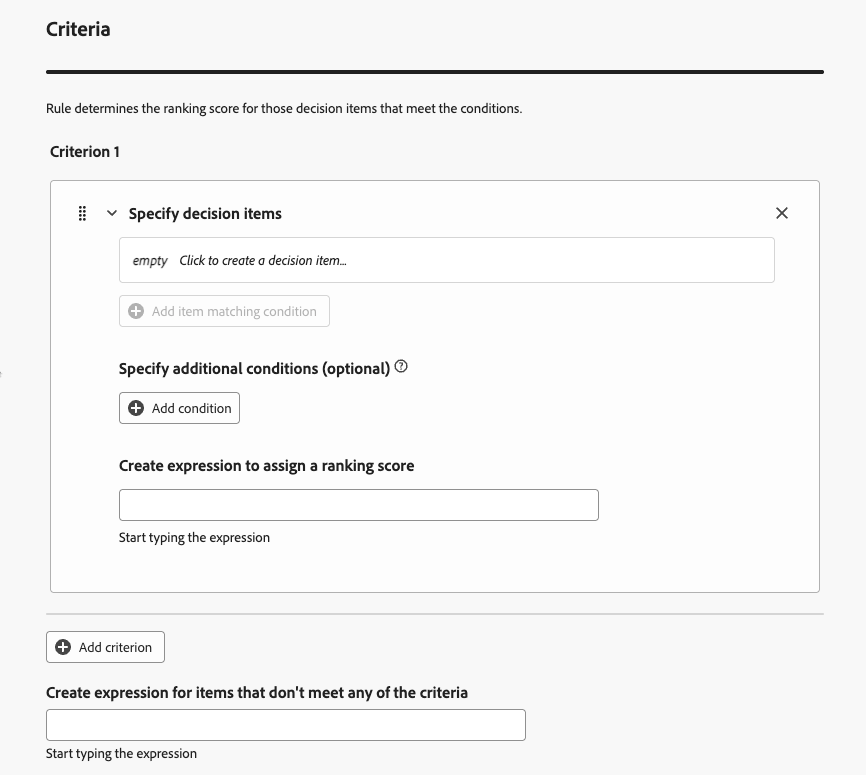 Criteria
Rule determines the ranking score for those decision items that meet the conditions.
Criterion 1
Specify decision items
empty Click to create a decision item...
Add item matching condition
Specify additional conditions (optional)
Add condition
Create expression to assign a ranking score
Start typing the expression
Add criterion
Create expression for items that don't meet any of the criteria
Start typing the expression